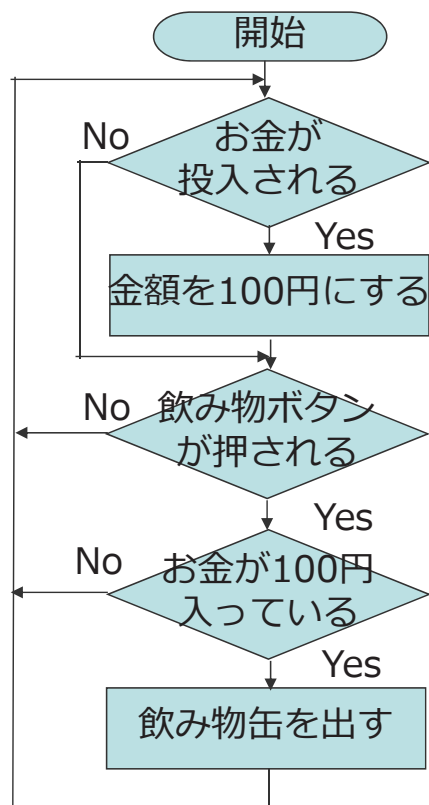 開始
No
お金が
投入される
Yes
金額を100円にする
No
飲み物ボタン
が押される
Yes
No
お金が100円
入っている
Yes
飲み物缶を出す